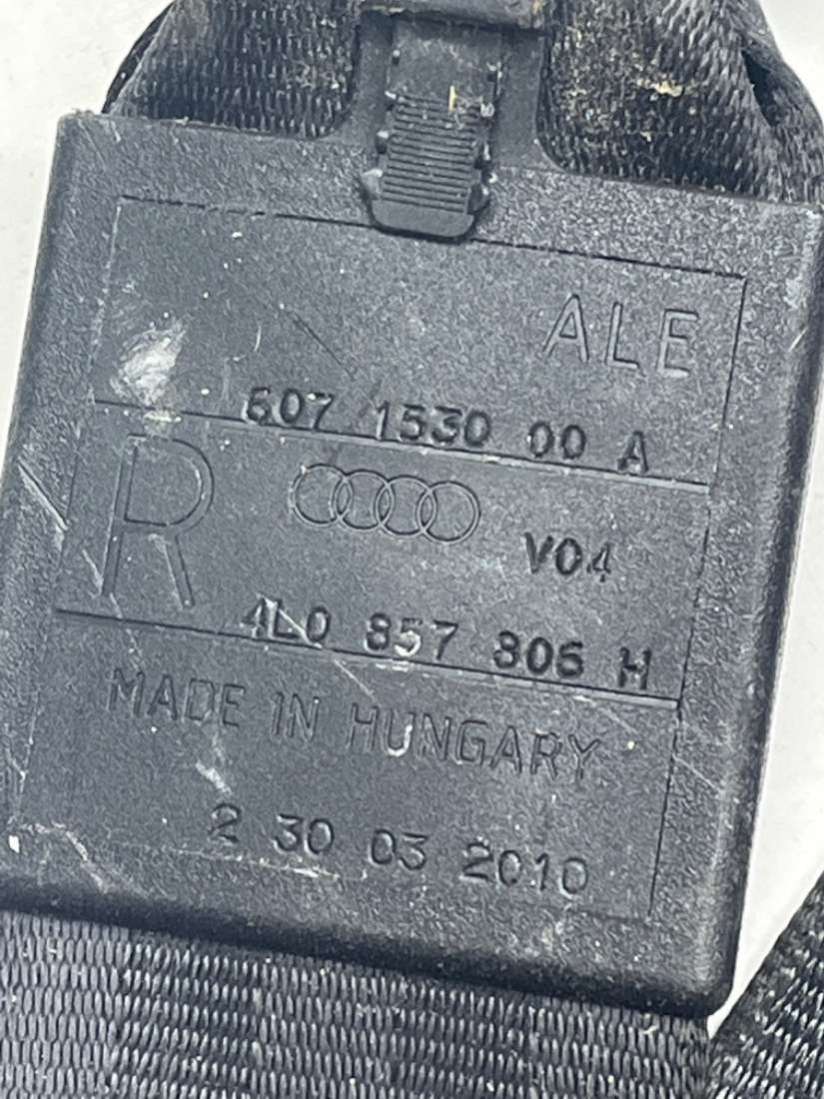 ALE
607 1530 00 A
R
V04
4L0 857 806 H
MADE IN HUNGARY
2 30 03 2010